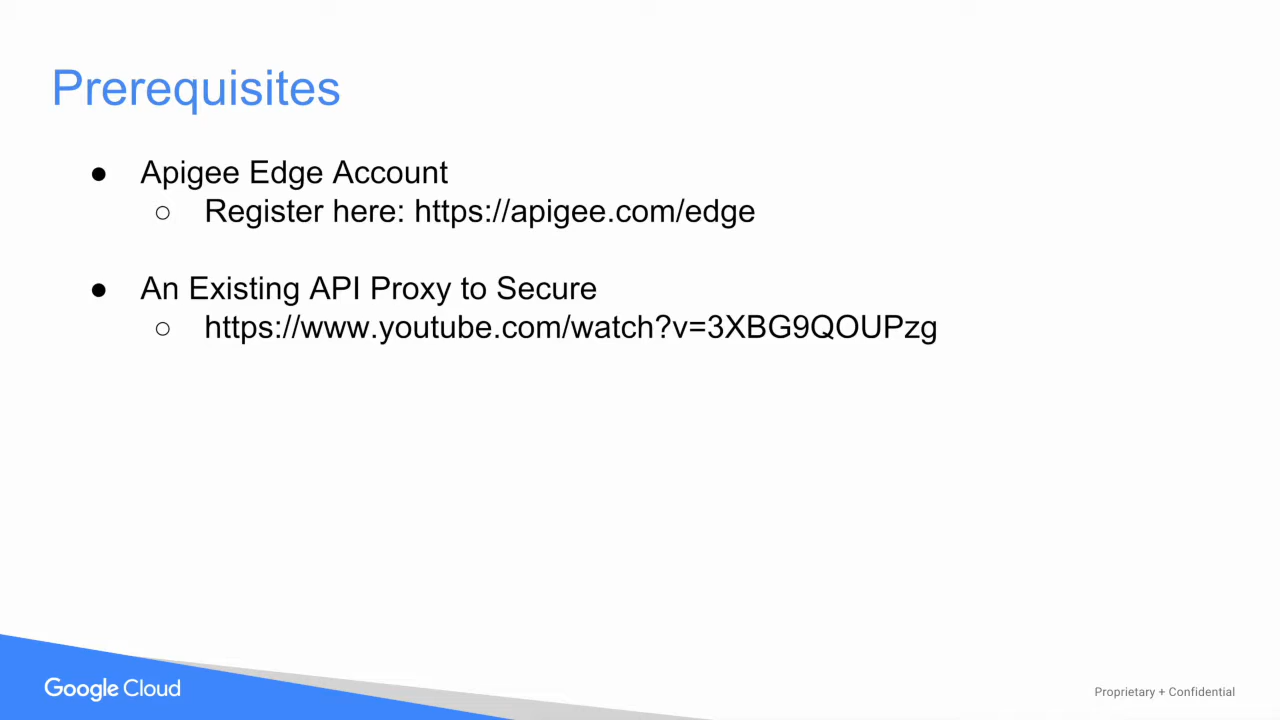 Prerequisites
● Apigee Edge Account
○ Register here: https://apigee.com/edge
● An Existing API Proxy to Secure
○ https://www.youtube.com/watch?v=3XBG9QOUPzg
Google Cloud
Proprietary + Confidential